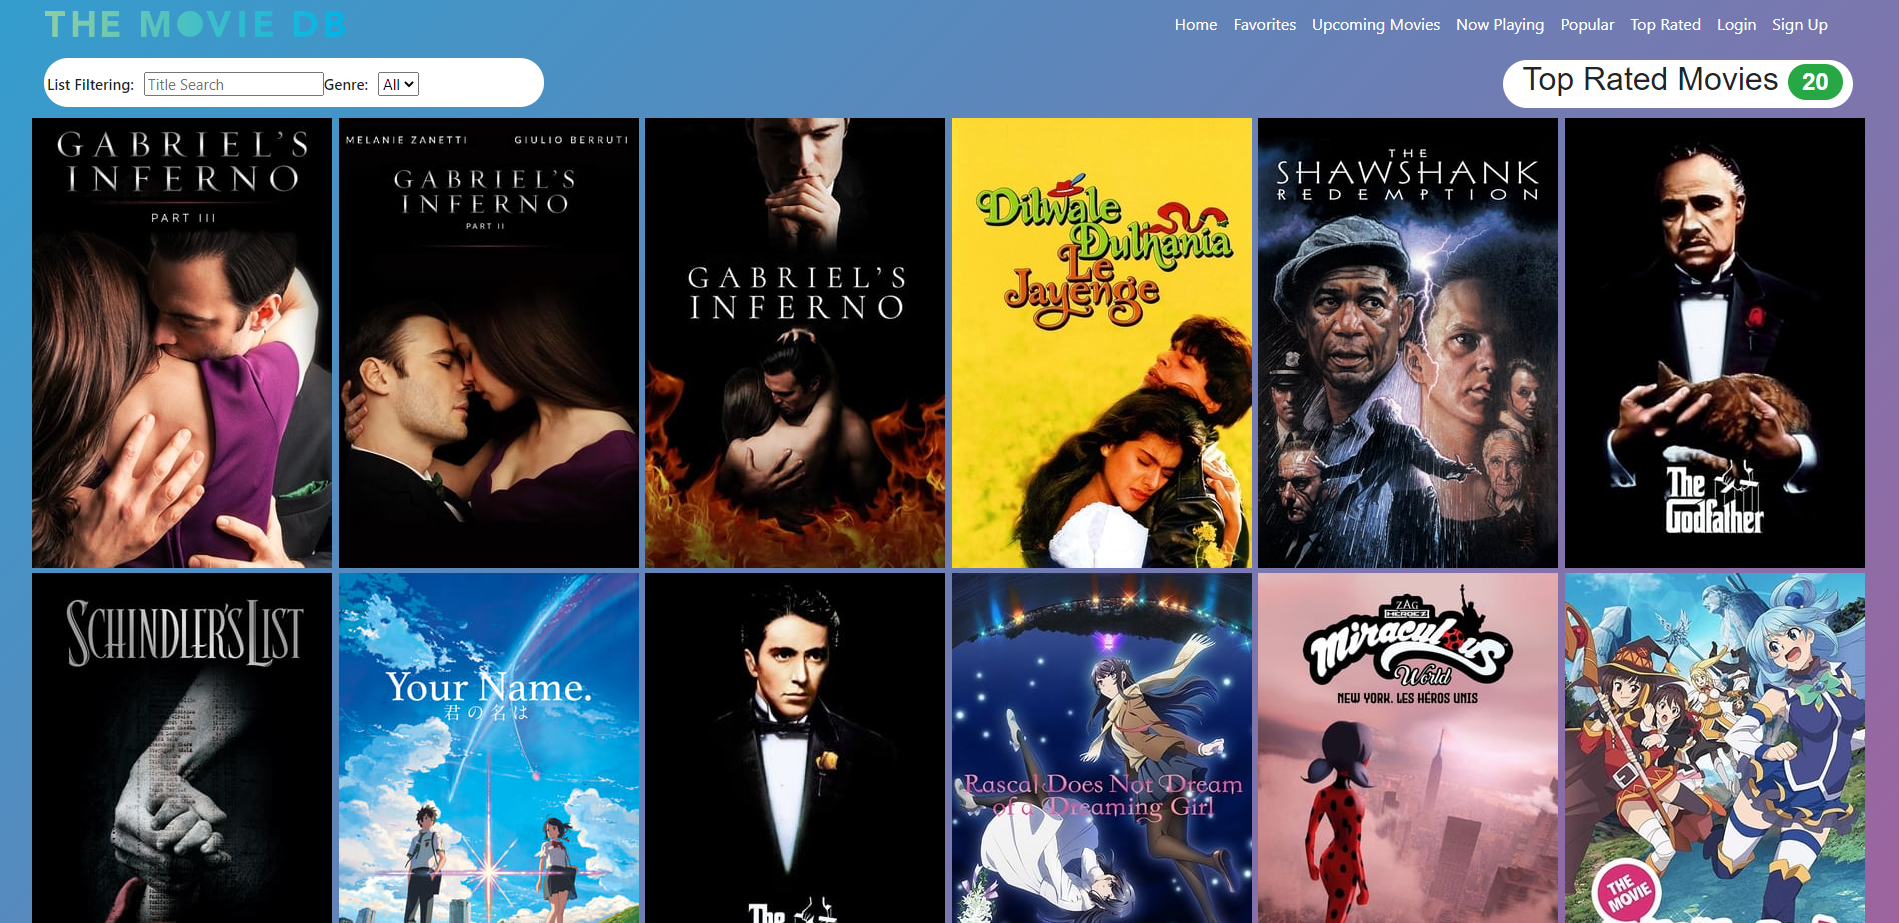 THE MOVIE DB
Home Favorites Upcoming Movies Now Playing Popular Top Rated Login Sign Up
List Filtering: Title Search Genre: All
Top Rated Movies 20
GABRIEL'S
INFERNO
PART III
MELANIE ZANETTI GIULIO BERRUTI
GABRIEL'S
INFERNO
PART II
GABRIEL'S
INFERNO
Dilwale
Dulhania
Le
Jayenge
THE
SHAWSHANK
REDEMPTION
The
Godfather
SCHINDLER'S LIST
Your Name.
君の名は
The
Rascal Does Not Dream
of a Dreaming Girl
ZAG
HEROEZ
Miraculous
World
NEW YORK, LES HÉROS UNIS
THE
MOVIE